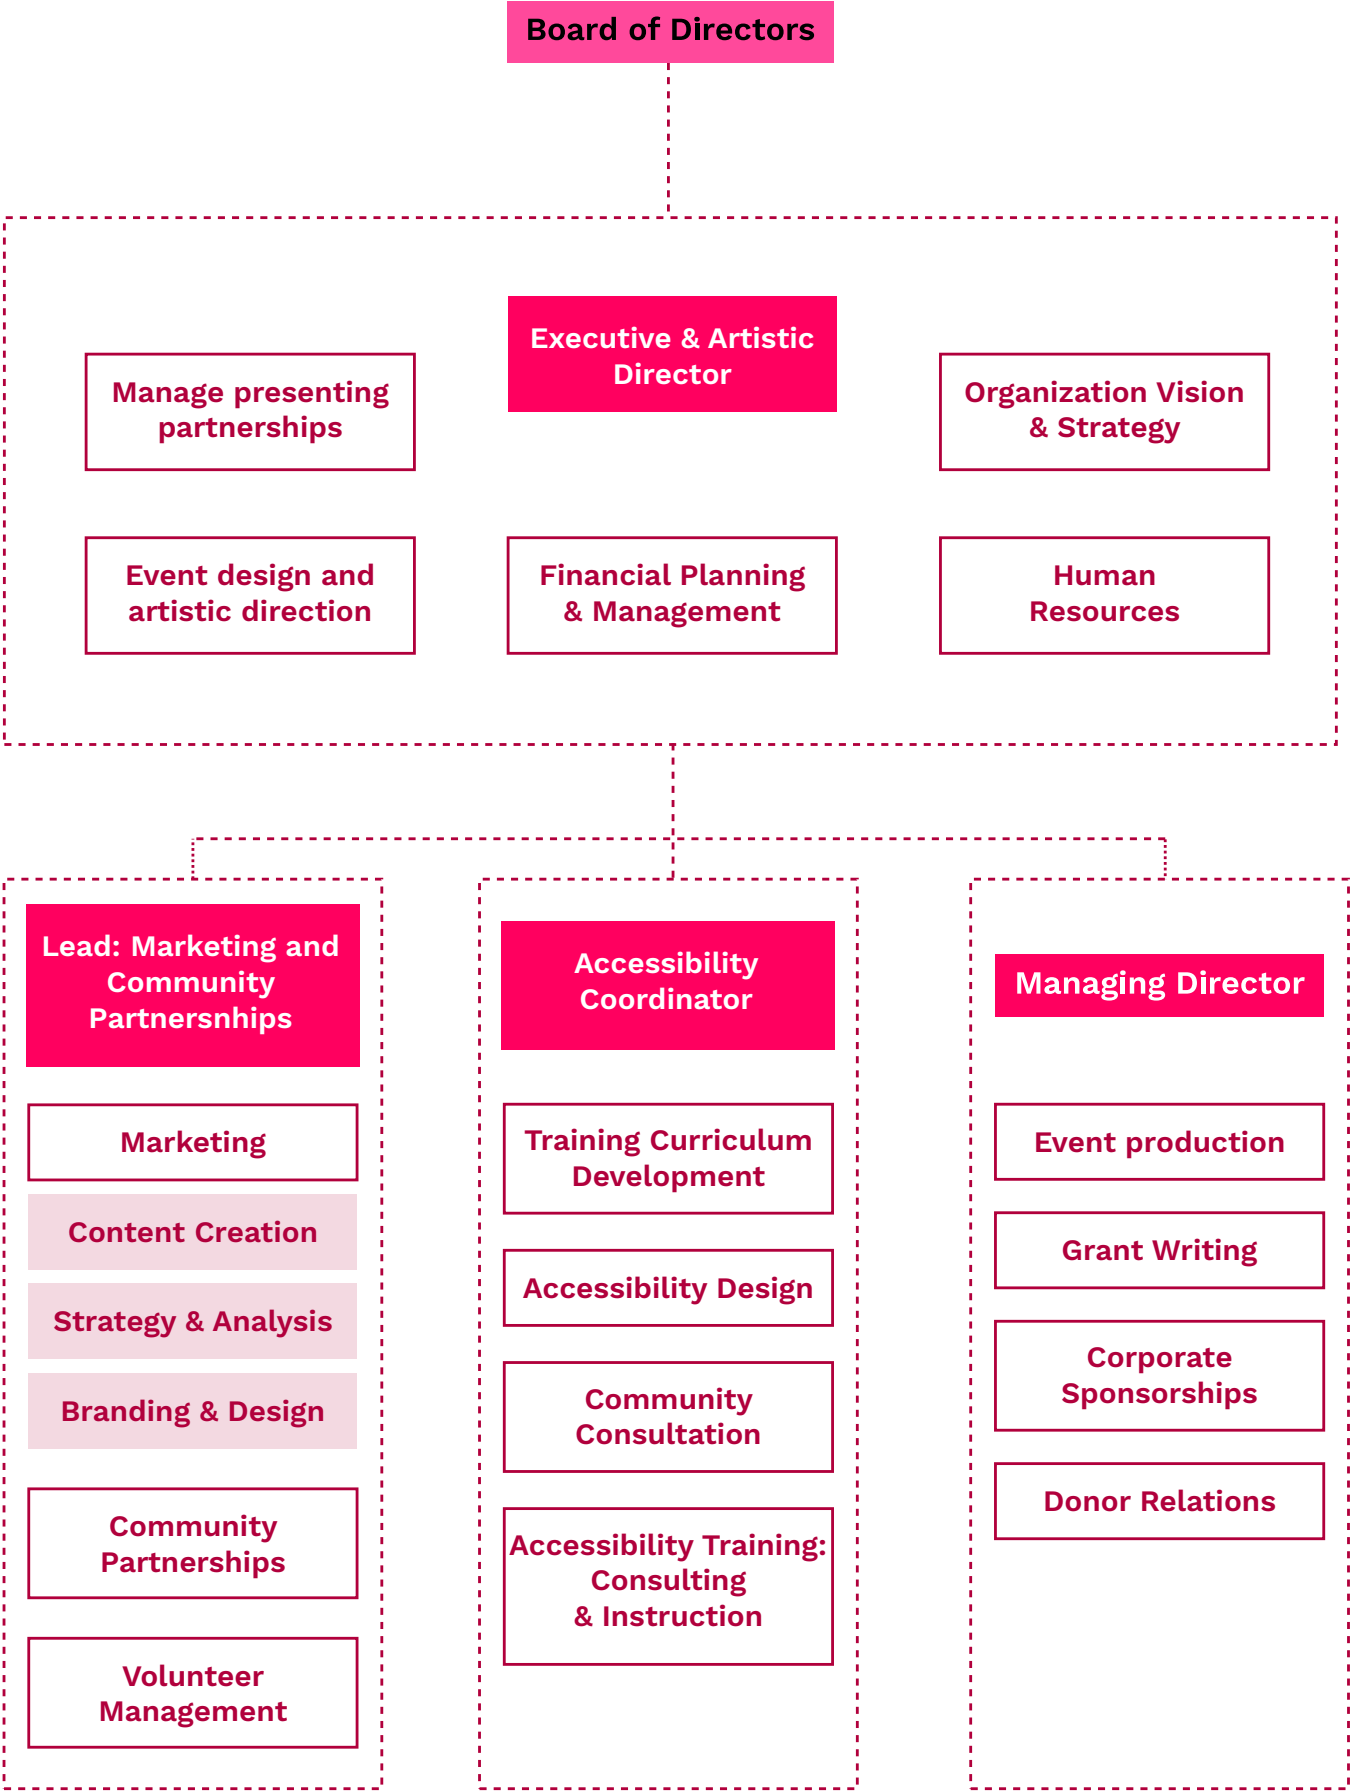 Board of Directors
Executive & Artistic
Director
Manage presenting
partnerships
Organization Vision
& Strategy
Event design and
artistic direction
Financial Planning
& Management
Human
Resources
Lead: Marketing and
Community
Partnersnhips
Marketing
Content Creation
Strategy & Analysis
Branding & Design
Community
Partnerships
Volunteer
Management
Accessibility
Coordinator
Training Curriculum
Development
Accessibility Design
Community
Consultation
Accessibility Training:
Consulting
& Instruction
Managing Director
Event production
Grant Writing
Corporate
Sponsorships
Donor Relations